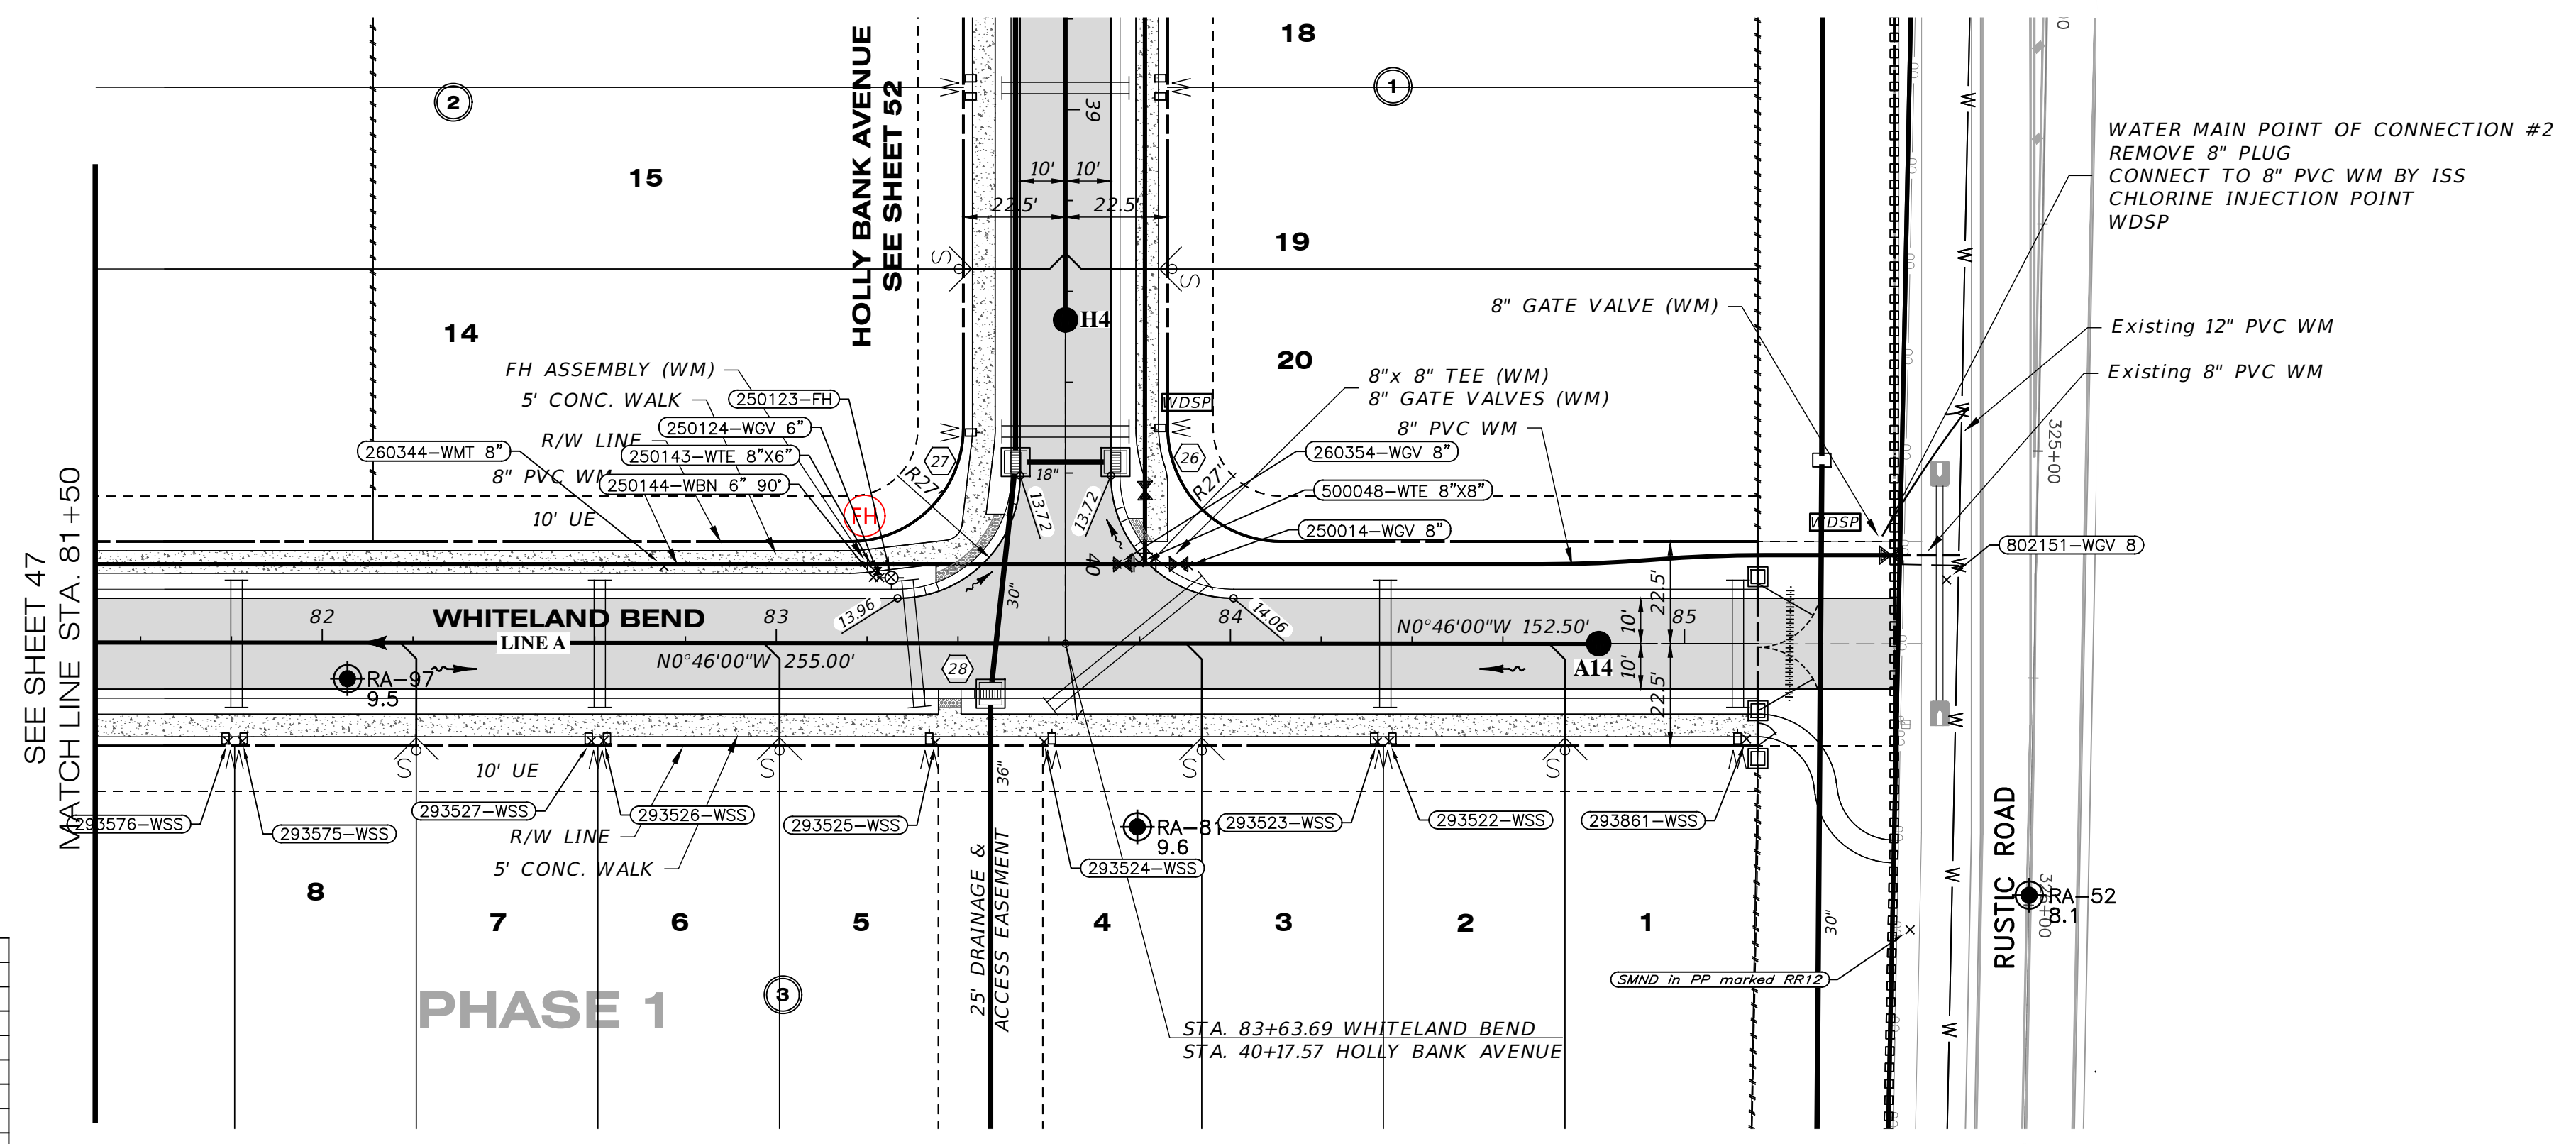 18
2
1
HOLLY BANK AVENUE
SEE SHEET 52
39
WATER MAIN POINT OF CONNECTION #2
REMOVE 8" PLUG
CONNECT TO 8" PVC WM BY ISS
CHLORINE INJECTION POINT
WDSP
15
10'
10'
22.5'
22.5'
19
S
S
8" GATE VALVE (WM)
H4
Existing 12" PVC WM
14
20
FH ASSEMBLY (WM)
8"x 8" TEE (WM)
8" GATE VALVES (WM)
Existing 8" PVC WM
5' CONC. WALK
250123-FH
WDSP
250124-WGV 6"
8" PVC WM
R/W LINE
260344-WMT 8"
250143-WTE 8"X6"
27
26
260354-WGV 8"
325+00
8" PVC WM
250144-WBN 6" 90°
R27'
18"
R27'
500048-WTE 8"X8"
10' UE
FH
13.72
13.72
250014-WGV 8"
WDSP
802151-WGV 8
SEE SHEET 47
MATCH LINE STA. 81+50
40
30"
22.5'
13.96
14.06
82
WHITELAND BEND
83
84
N0°46'00"W 152.50'
10'
85
LINE A
N0°46'00"W 255.00'
28
A14
10'
22.5'
RA-97
9.5
S
10' UE
S
36"
S
S
293576-WSS
293575-WSS
293527-WSS
293526-WSS
293525-WSS
RA-81
9.6
293523-WSS
293522-WSS
293861-WSS
R/W LINE
5' CONC. WALK
293524-WSS
8
7
6
5
25' DRAINAGE &
ACCESS EASEMENT
4
3
2
1
30"
RUSTIC ROAD
RA-52
8.1
326+00
SMND in PP marked RR12
PHASE 1
3
STA. 83+63.69 WHITELAND BEND
STA. 40+17.57 HOLLY BANK AVENUE